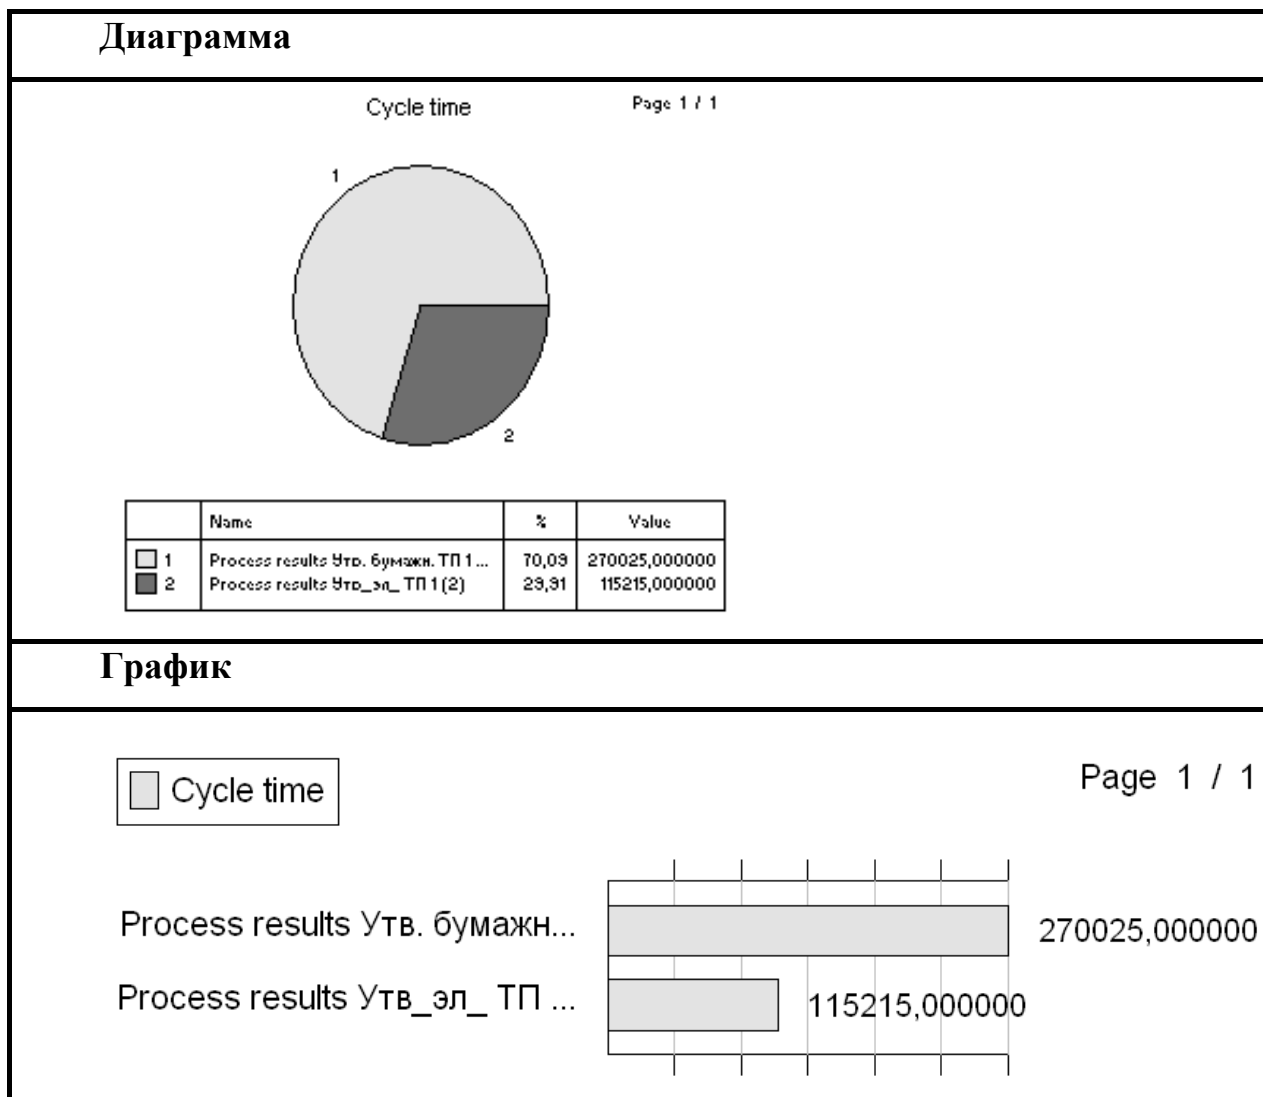 Диаграмма
Cycle time
Page 1 / 1
1
2
Name % Value
1 Process results Утв. бумажн. ТП 1... 70,09 270025,000000
2 Process results Утв_эл_ ТП 1 (2) 29,91 115215,000000
График
Cycle time
Page 1 / 1
Process results Утв. бумажн... 270025,000000
Process results Утв_эл_ ТП ... 115215,000000